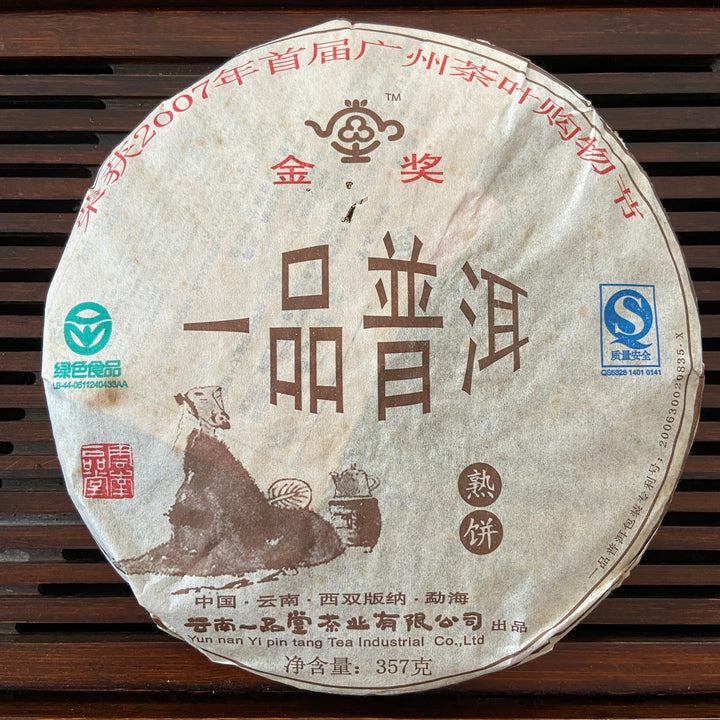 荣获2007年首届广州茶叶购物节
TM
金奖
一品普洱
绿色食品
LB-44-0611240433AA
质量安全
QS5328 1401 0141
一品普洱包装专利号：200630029835.X
熟饼
中国·云南·西双版纳·勐海
云南一品堂茶业有限公司 出品
Yun nan Yi pin tang Tea Industrial Co.,Ltd
净含量：357克